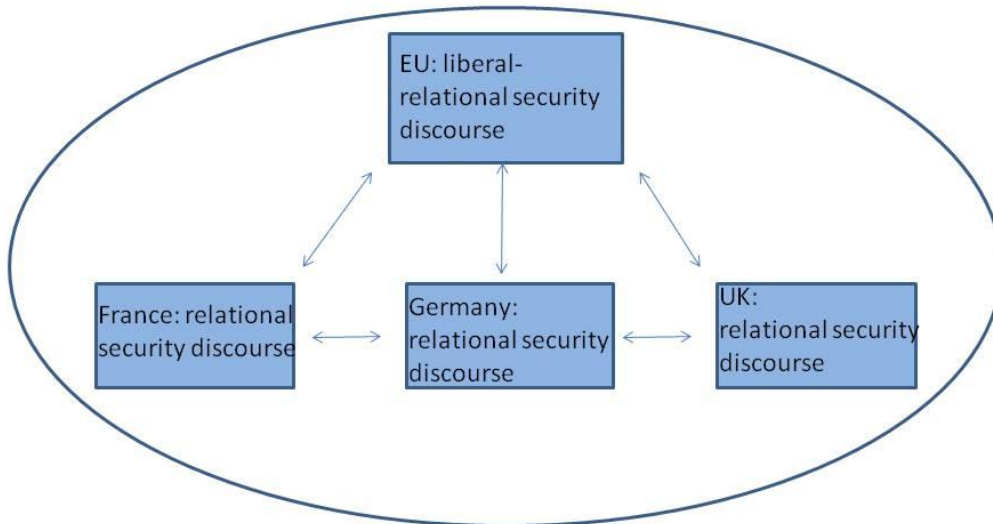 EU: liberal-
relational security
discourse
France: relational
security discourse
Germany:
relational security
discourse
UK:
relational security
discourse